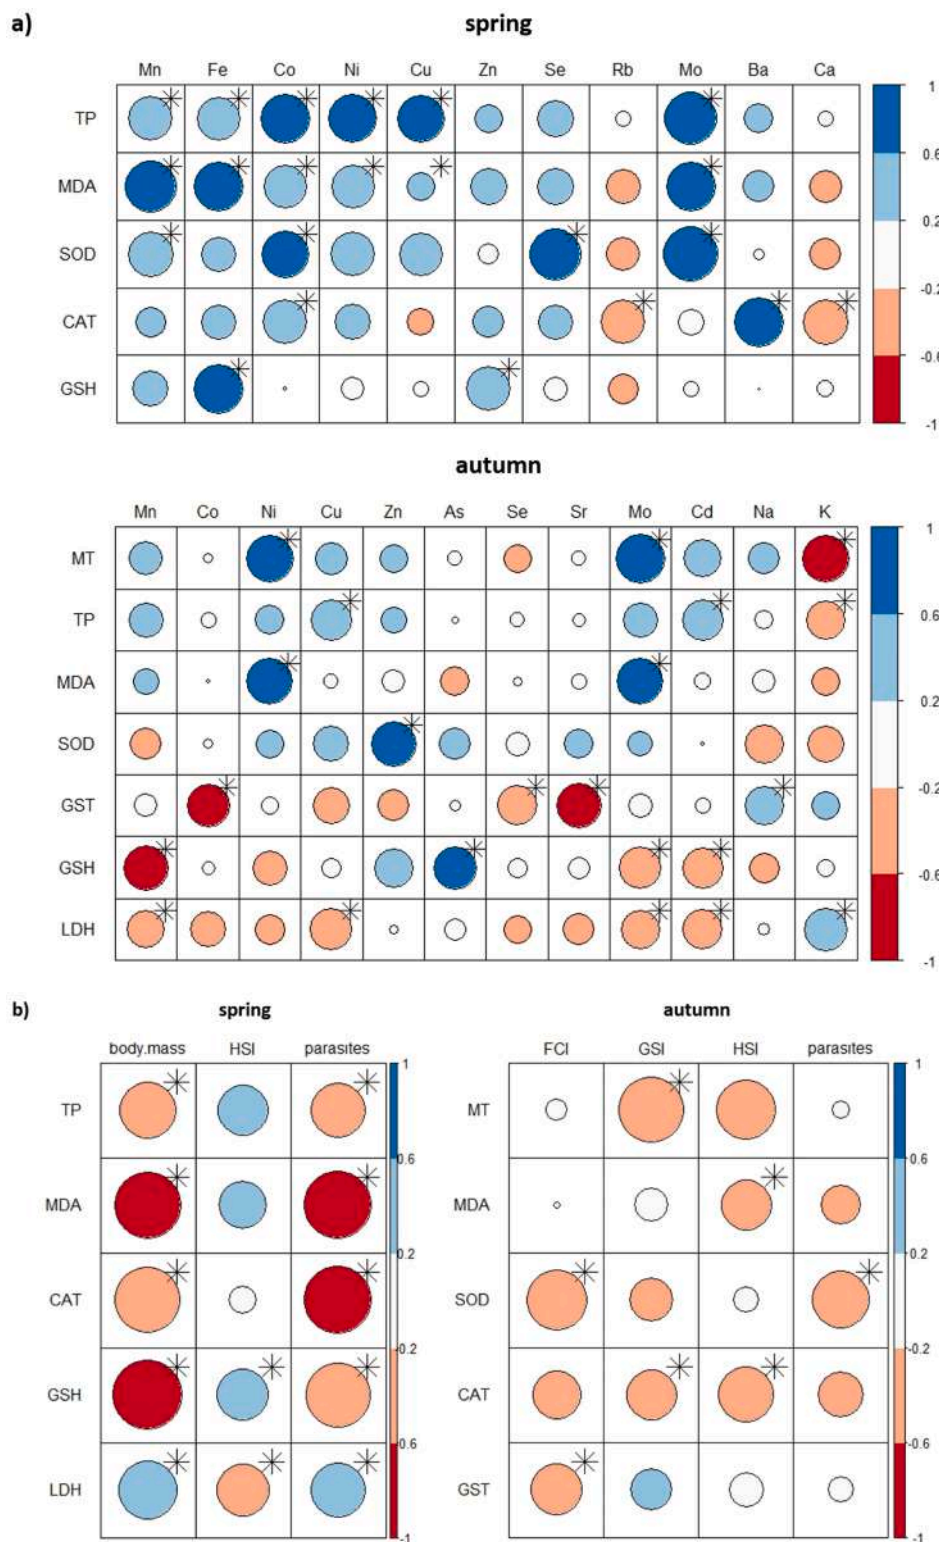 a)
spring
Mn Fe Co Ni Cu Zn Se Rb Mo Ba Ca
TP
MDA
SOD
CAT
GSH
1
0.6
0.2
-0.2
-0.6
-1
autumn
Mn Co Ni Cu Zn As Se Sr Mo Cd Na K
MT
TP
MDA
SOD
GST
GSH
LDH
1
0.6
0.2
-0.2
-0.6
-1
b)
spring
body.mass HSI parasites
TP
MDA
CAT
GSH
LDH
1
0.6
0.2
-0.2
-0.6
-1
autumn
FCI GSI HSI parasites
MT
MDA
SOD
CAT
GST
1
0.6
0.2
-0.2
-0.6
-1